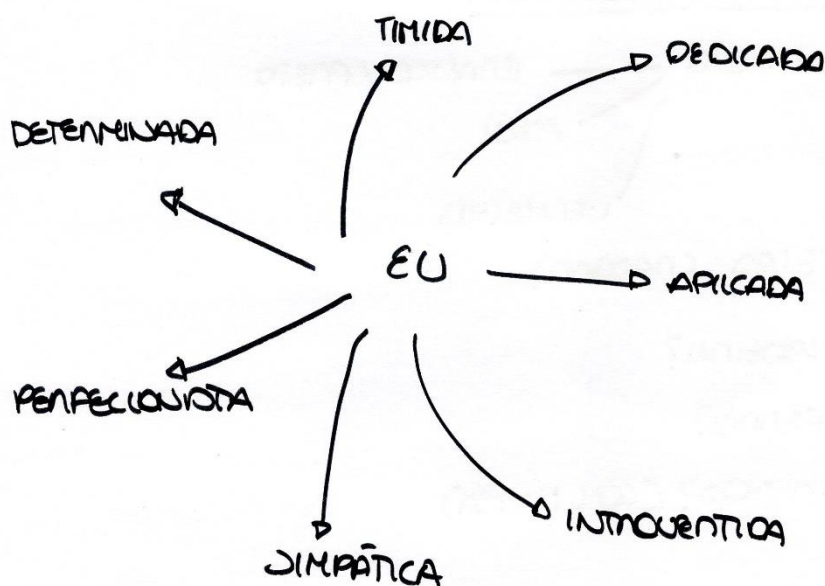 TIMIDA
DEDICADA
DETERMINADA
EU
APLICADA
PERFECCIONISTA
INTROVERTIDA
SIMPÁTICA